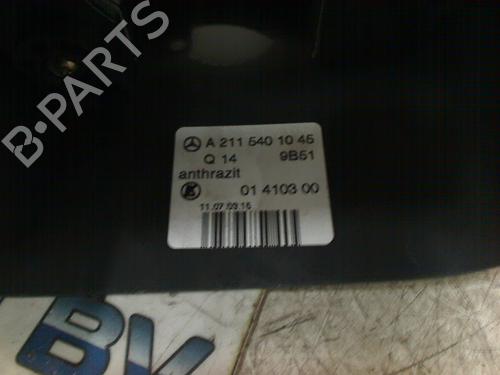 B-PARTS
A 211 540 10 45
Q 14 9B51
anthrazit
01 4103 00
11.07.03.16
BV